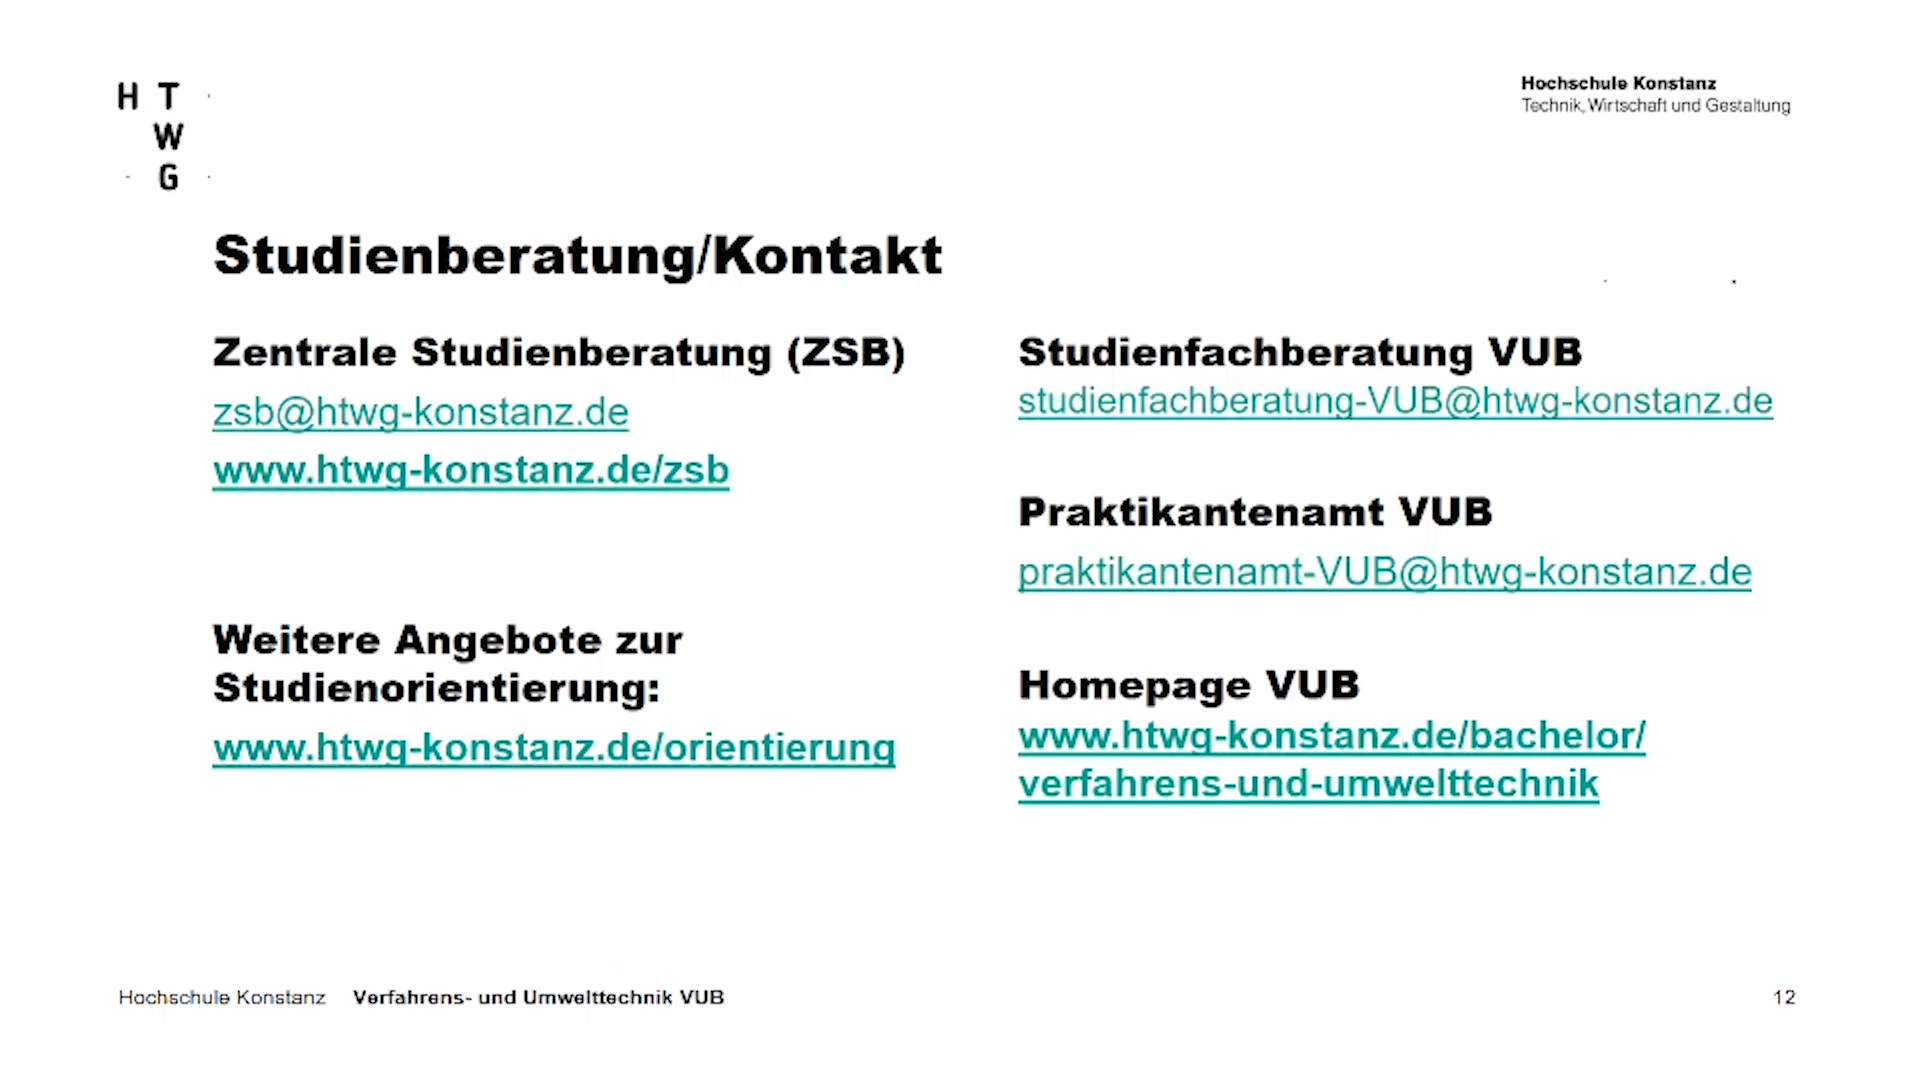 H T
W
G
Hochschule Konstanz
Technik, Wirtschaft und Gestaltung
Studienberatung/Kontakt
Zentrale Studienberatung (ZSB)
zsb@htwg-konstanz.de
www.htwg-konstanz.de/zsb
Weitere Angebote zur
Studienorientierung:
www.htwg-konstanz.de/orientierung
Studienfachberatung VUB
studienfachberatung-VUB@htwg-konstanz.de
Praktikantenamt VUB
praktikantenamt-VUB@htwg-konstanz.de
Homepage VUB
www.htwg-konstanz.de/bachelor/
verfahrens-und-umwelttechnik
Hochschule Konstanz Verfahrens- und Umwelttechnik VUB
12